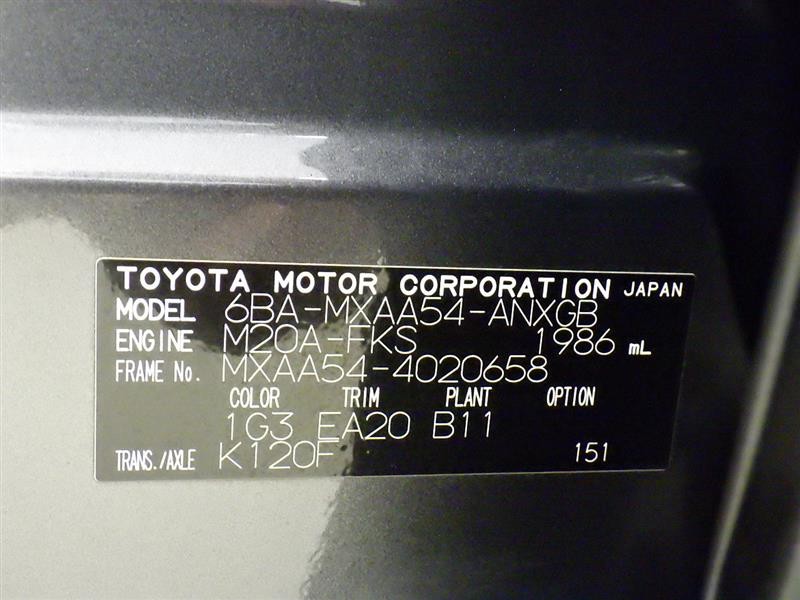 TOYOTA MOTOR CORPORATION JAPAN
MODEL 6BA-MXAA54-ANXGB
ENGINE M20A-FKS 1986 mL
FRAME No. MXAA54-4020658
COLOR TRIM PLANT OPTION
1G3 EA20 B11
TRANS./AXLE K120F 151